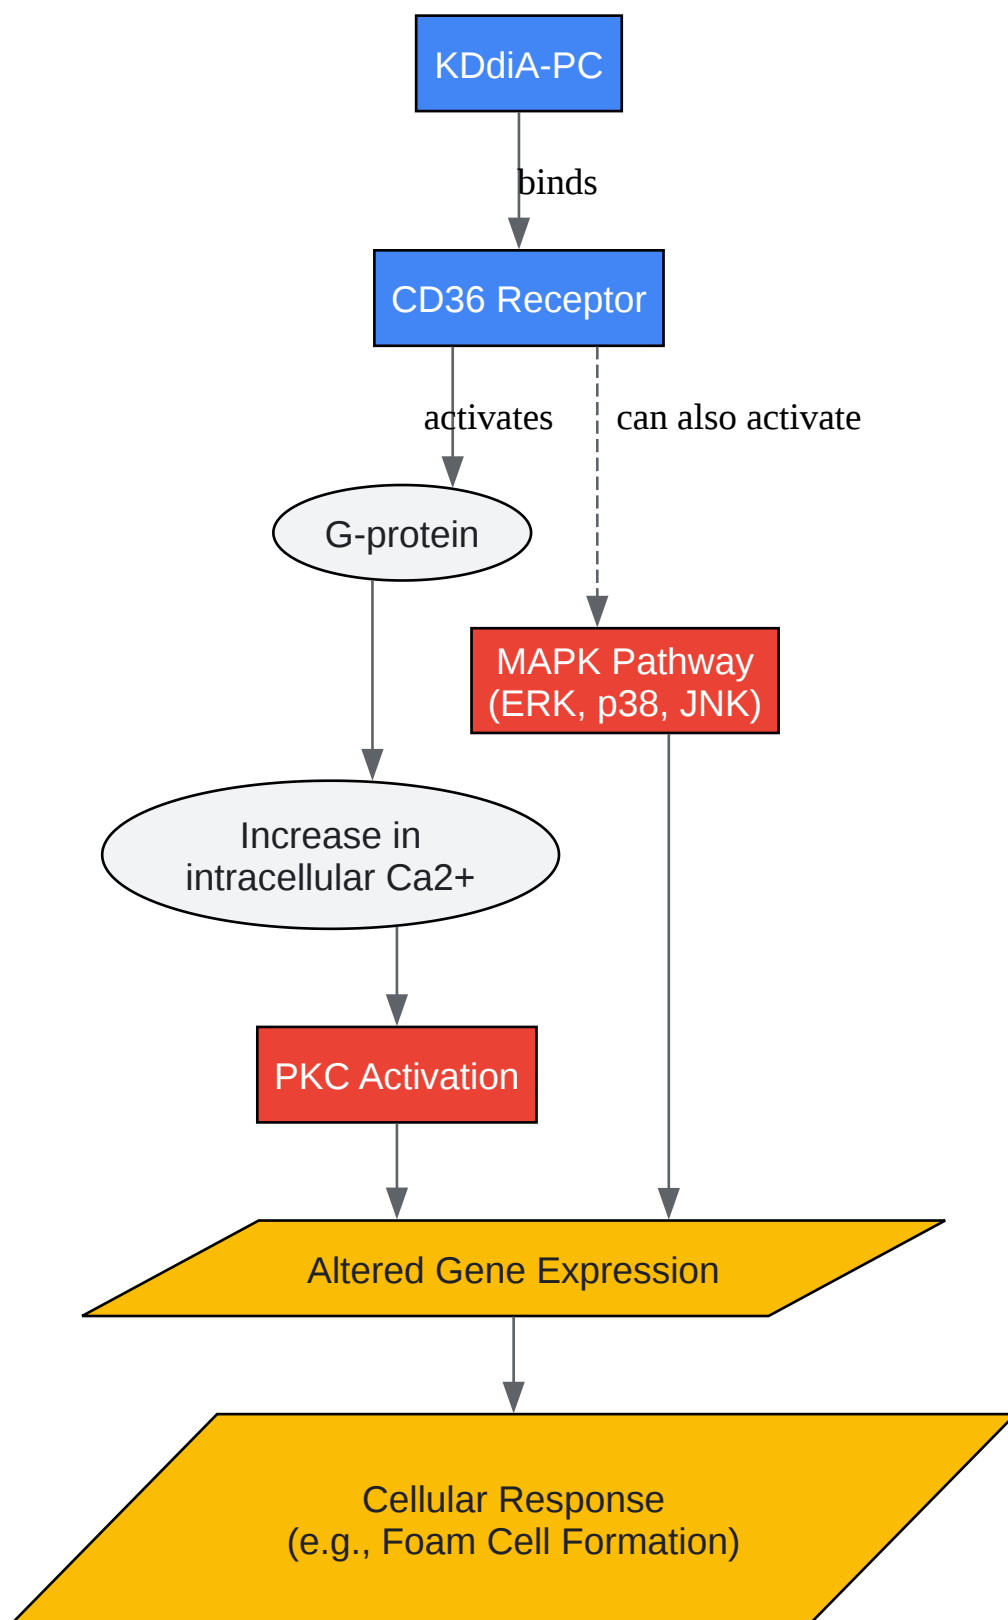 KDdiA-PC
binds
CD36 Receptor
activates
can also activate
G-protein
MAPK Pathway
(ERK, p38, JNK)
Increase in
intracellular Ca2+
PKC Activation
Altered Gene Expression
Cellular Response
(e.g., Foam Cell Formation)